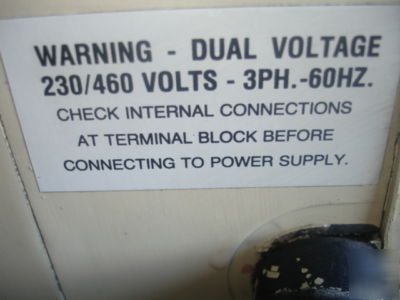 WARNING - DUAL VOLTAGE
230/460 VOLTS - 3PH.-60HZ.
CHECK INTERNAL CONNECTIONS
AT TERMINAL BLOCK BEFORE
CONNECTING TO POWER SUPPLY.